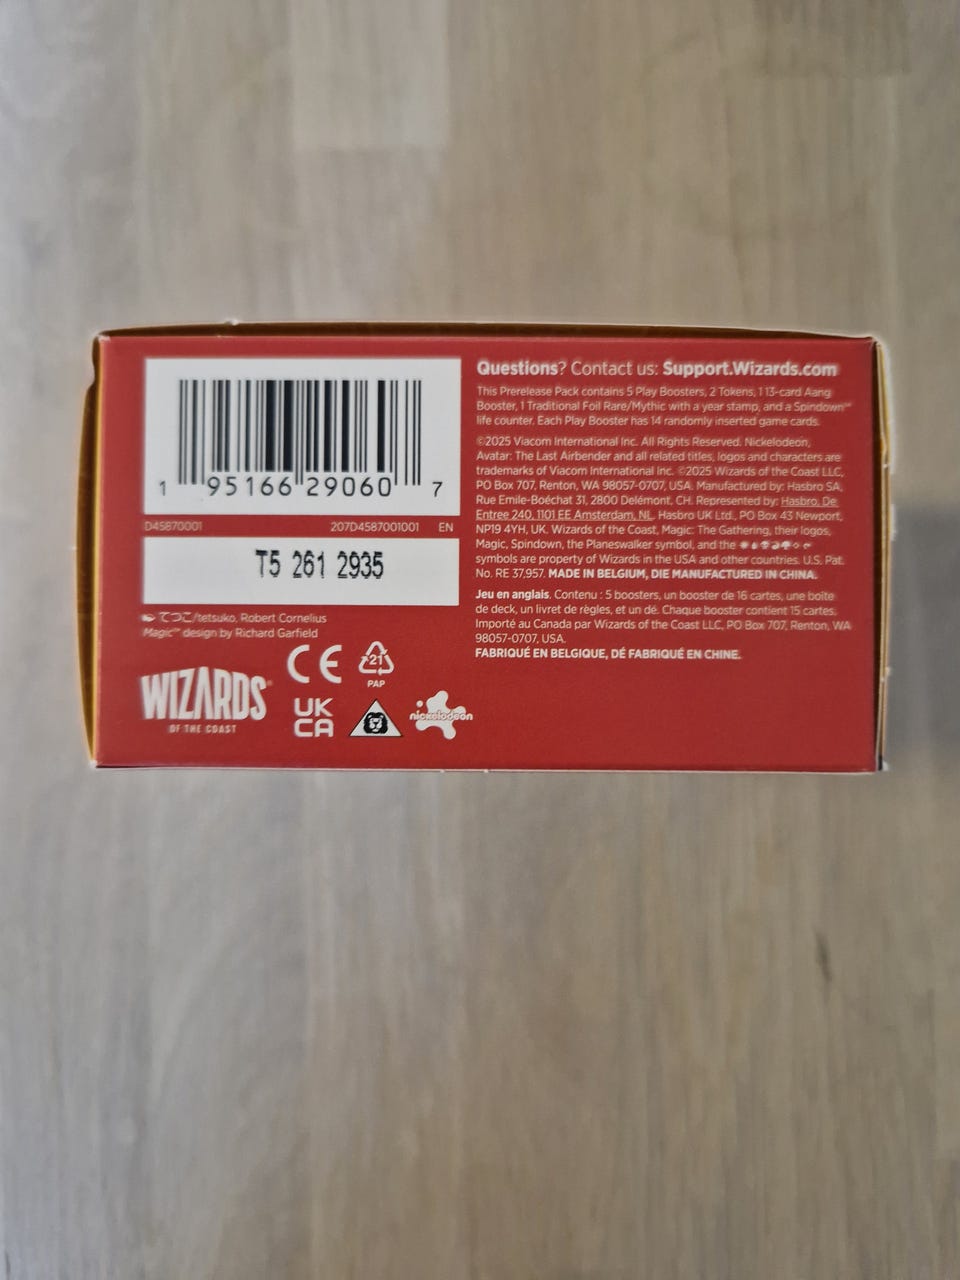 1 95166 29060 7
D45870001 207D4587001001 EN
T5 261 2935
てつこ/tetsuko, Robert Cornelius
Magic™ design by Richard Garfield
CE
21
PAP
WIZARDS®
OF THE COAST
UK
CA
nickelodeon
Questions? Contact us: Support.Wizards.com
This Prerelease Pack contains 5 Play Boosters, 2 Tokens, 1 13-card Aang
Booster, 1 Traditional Foil Rare/Mythic with a year stamp, and a Spindown™
life counter. Each Play Booster has 14 randomly inserted game cards.
©2025 Viacom International Inc. All Rights Reserved. Nickelodeon,
Avatar: The Last Airbender and all related titles, logos and characters are
trademarks of Viacom International Inc. ©2025 Wizards of the Coast LLC,
PO Box 707, Renton, WA 98057-0707, USA. Manufactured by: Hasbro SA,
Rue Emile-Boéchat 31, 2800 Delémont, CH. Represented by: Hasbro, De
Entree 240, 1101 EE Amsterdam, NL. Hasbro UK Ltd., PO Box 43 Newport,
NP19 4YH, UK. Wizards of the Coast, Magic: The Gathering, their logos,
Magic, Spindown, the Planeswalker symbol, and the
symbols are property of Wizards in the USA and other countries. U.S. Pat.
No. RE 37,957. MADE IN BELGIUM, DIE MANUFACTURED IN CHINA.
Jeu en anglais. Contenu : 5 boosters, un booster de 16 cartes, une boîte
de deck, un livret de règles, et un dé. Chaque booster contient 15 cartes.
Importé au Canada par Wizards of the Coast LLC, PO Box 707, Renton, WA
98057-0707, USA.
FABRIQUÉ EN BELGIQUE, DÉ FABRIQUÉ EN CHINE.